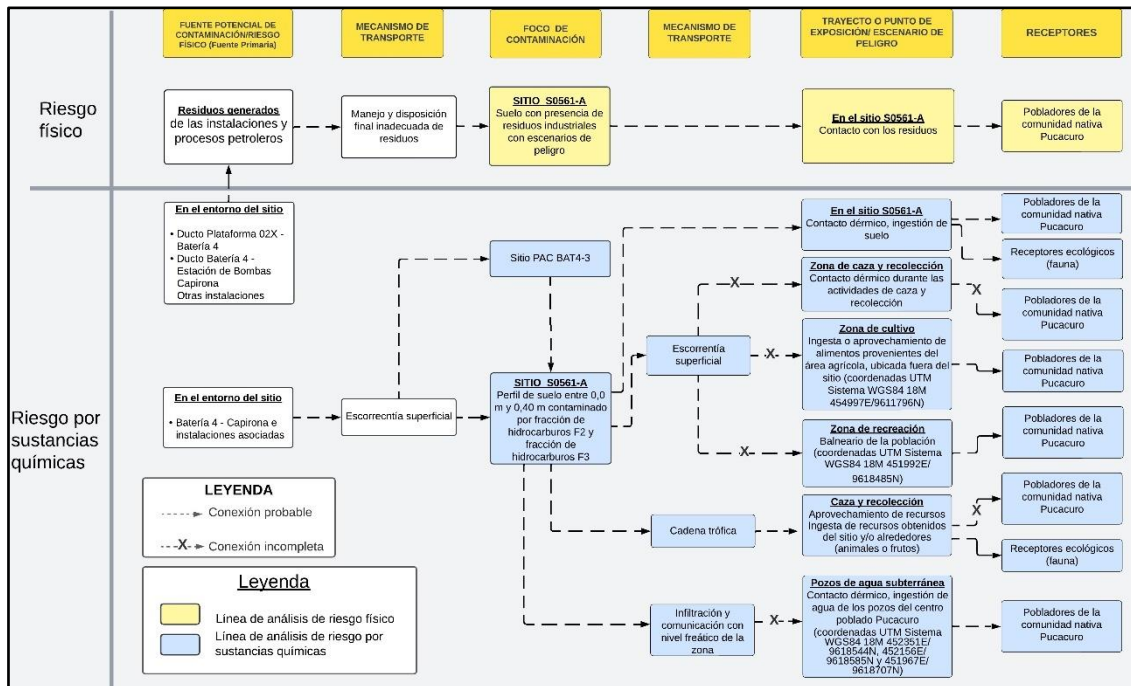 FUENTE POTENCIAL DE
CONTAMINACIÓN/RIESGO
FÍSICO (Fuente Primaria)
MECANISMO DE
TRANSPORTE
FOCO DE
CONTAMINACIÓN
MECANISMO DE
TRANSPORTE
TRAYECTO O PUNTO DE
EXPOSICIÓN/ ESCENARIO DE
PELIGRO
RECEPTORES
Riesgo
físico
Residuos generados
de las instalaciones y
procesos petroleros
Manejo y disposición
final inadecuada de
residuos
SITIO S0561-A
Suelo con presencia de
residuos industriales
con escenarios de
peligro
En el sitio S0561-A
Contacto con los residuos
Pobladores de la
comunidad nativa
Pucacuro
Riesgo por
sustancias
químicas
En el entorno del sitio
• Ducto Plataforma 02X -
Batería 4
• Ducto Batería 4 -
Estación de Bombas
Capirona
Otras instalaciones
En el entorno del sitio
• Batería 4 - Capirona e
instalaciones asociadas
Escorrecntía superficial
Sitio PAC BAT4-3
SITIO S0561-A
Perfil de suelo entre 0,0
m y 0,40 m contaminado
por fracción de
hidrocarburos F2 y
fracción de
hidrocarburos F3
Escorrentía
superficial
Cadena trófica
Infiltración y
comunicación con
nivel freático de la
zona
En el sitio S0561-A
Contacto dérmico, ingestión de
suelo
Pobladores de la
comunidad nativa
Pucacuro
Receptores ecológicos
(fauna)
X
Zona de caza y recolección
Contacto dérmico durante las
actividades de caza y
recolección
X
Pobladores de la
comunidad nativa
Pucacuro
X
Zona de cultivo
Ingesta o aprovechamiento de
alimentos provenientes del
área agrícola, ubicada fuera del
sitio (coordenadas UTM
Sistema WGS84 18M
454997E/9611796N)
Pobladores de la
comunidad nativa
Pucacuro
X
Zona de recreación
Balneario de la población
(coordenadas UTM Sistema
WGS84 18M 451992E/
9618485N)
Pobladores de la
comunidad nativa
Pucacuro
Caza y recolección
Aprovechamiento de recursos
Ingesta de recursos obtenidos
del sitio y/o alrededores
(animales o frutos)
X
Pobladores de la
comunidad nativa
Pucacuro
Receptores ecológicos
(fauna)
X
Pozos de agua subterránea
Contacto dérmico, ingestión de
agua de los pozos del centro
poblado Pucacuro
(coordenadas UTM Sistema
WGS84 18M 452351E/
9618544N, 452156E/
9618585N y 451967E/
9618707N)
Pobladores de la
comunidad nativa
Pucacuro
LEYENDA
Conexión probable
X
Conexión incompleta
Leyenda
Línea de análisis de riesgo físico
Línea de análisis de riesgo por
sustancias químicas